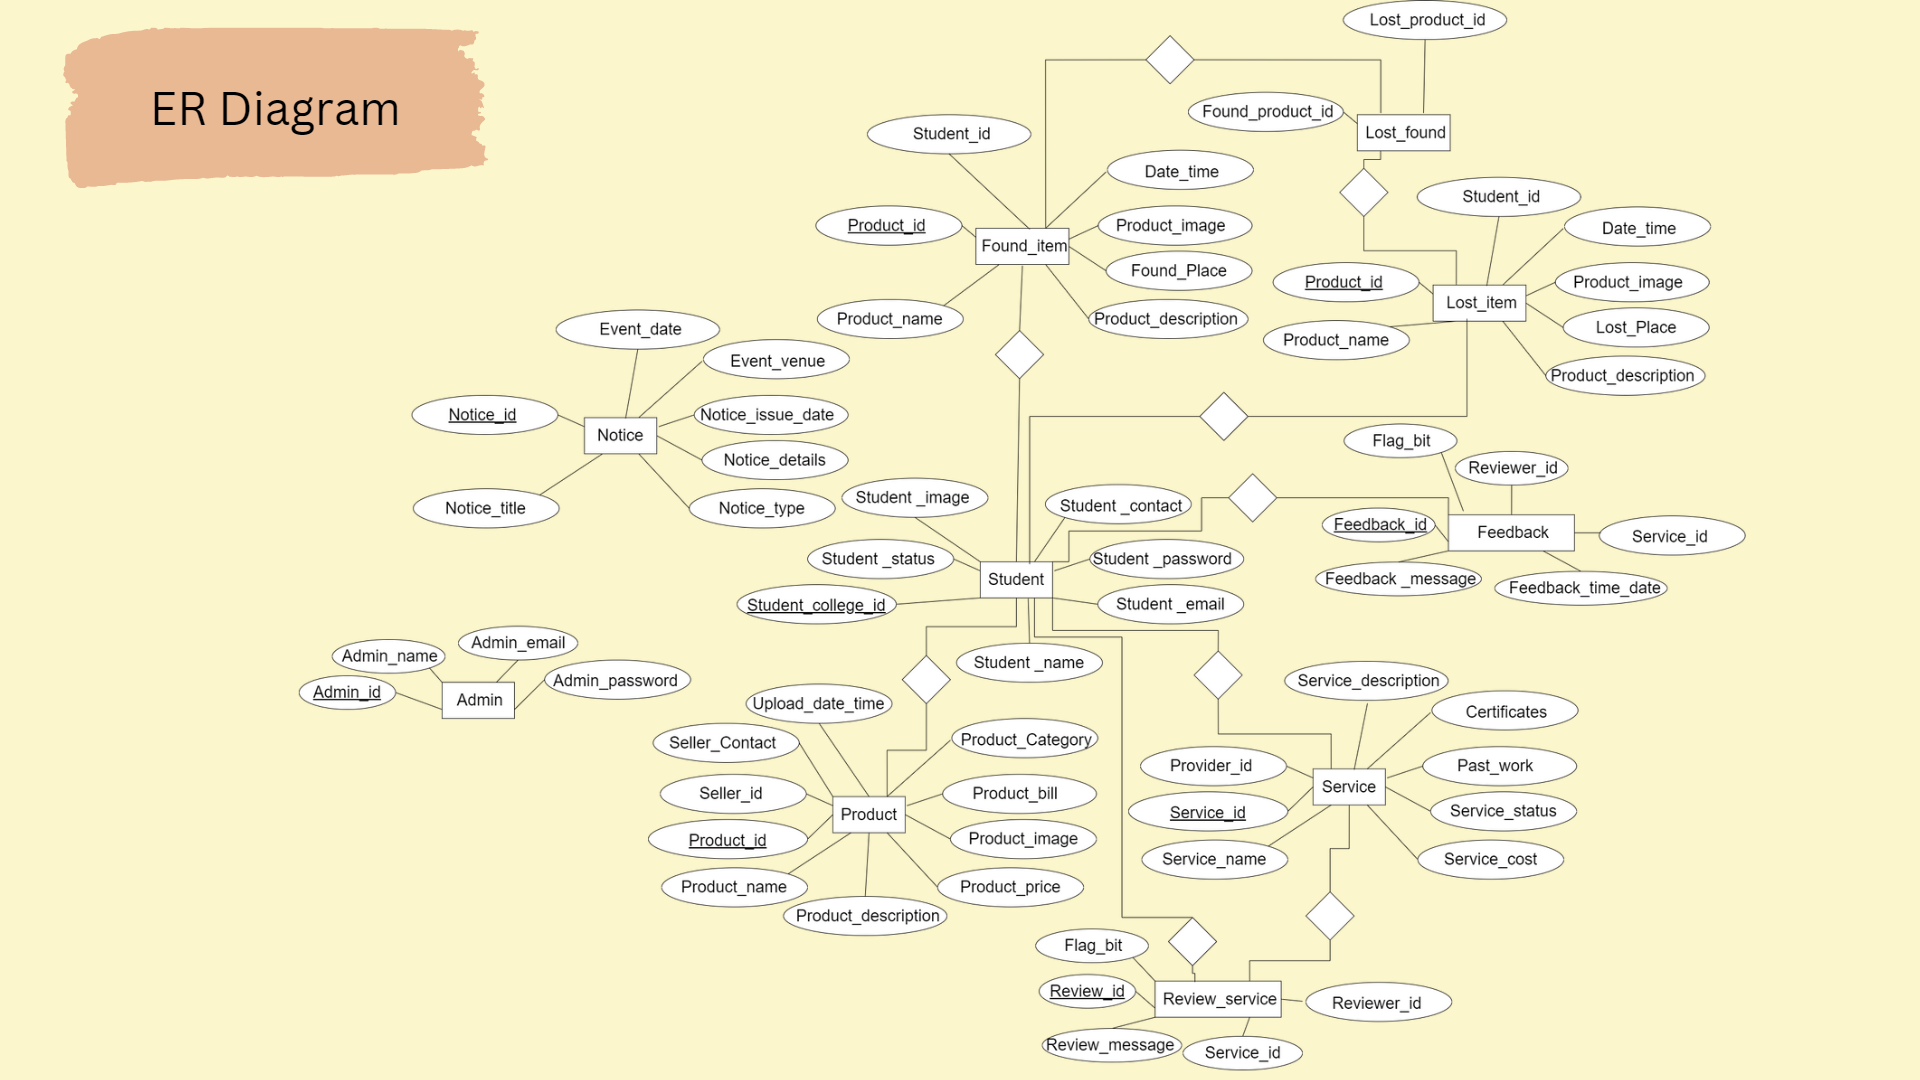 ER Diagram
Lost_product_id
Found_product_id
Lost_found
Student_id
Date_time
Product_id
Product_image
Found_item
Found_Place
Product_name
Product_description
Student_id
Date_time
Product_id
Product_image
Lost_item
Lost_Place
Product_name
Product_description
Event_date
Event_venue
Notice_id
Notice_issue_date
Notice
Notice_details
Notice_title
Notice_type
Flag_bit
Reviewer_id
Feedback_id
Feedback
Service_id
Feedback _message
Feedback_time_date
Student _image
Student _contact
Student _status
Student _password
Student
Student_college_id
Student _email
Student _name
Admin_name
Admin_email
Admin_id
Admin
Admin_password
Upload_date_time
Seller_Contact
Product_Category
Seller_id
Product_bill
Product
Product_id
Product_image
Product_name
Product_price
Product_description
Service_description
Certificates
Provider_id
Past_work
Service
Service_id
Service_status
Service_name
Service_cost
Flag_bit
Review_id
Review_service
Reviewer_id
Review_message
Service_id